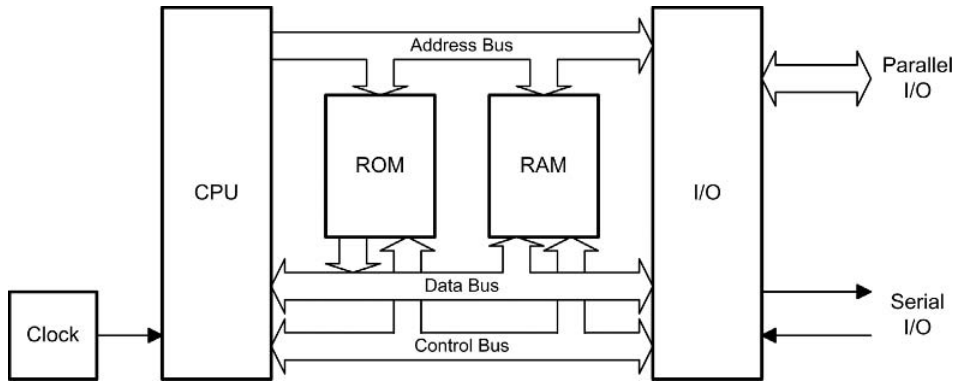 Address Bus
Parallel
I/O
ROM
RAM
CPU
I/O
Data Bus
Serial
I/O
Clock
Control Bus